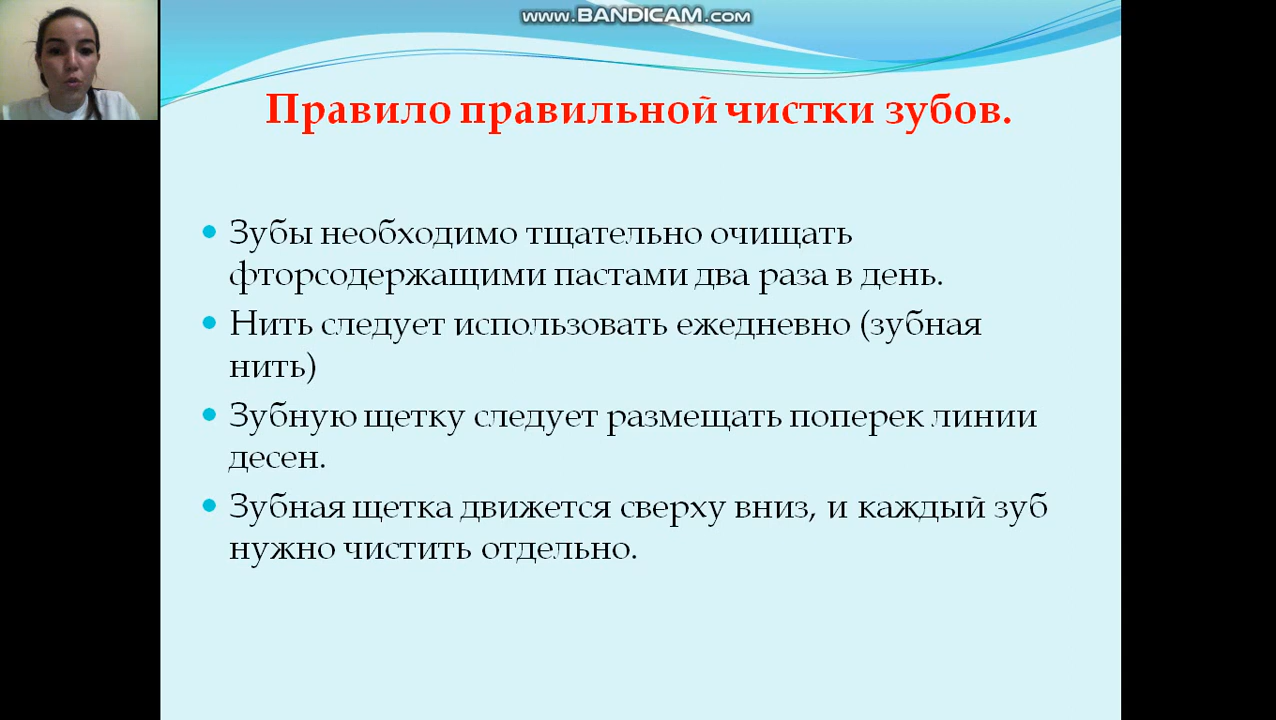 www.BANDICAM.com
Правило правильной чистки зубов.
• Зубы необходимо тщательно очищать
фторсодержащими пастами два раза в день.
• Нить следует использовать ежедневно (зубная
нить)
• Зубную щетку следует размещать поперек линии
десен.
• Зубная щетка движется сверху вниз, и каждый зуб
нужно чистить отдельно.